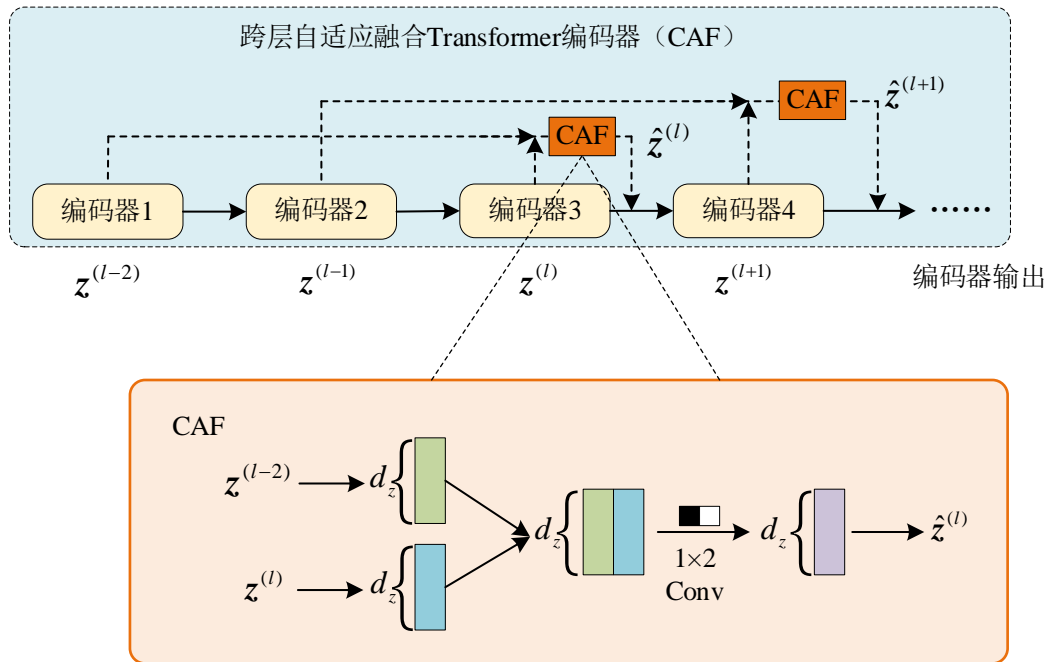 跨层自适应融合Transformer编码器（CAF）
CAF
ẑ^(l+1)
CAF
ẑ^(l)
编码器1
编码器2
编码器3
编码器4
……
z^(l−2)
z^(l−1)
z^(l)
z^(l+1)
编码器输出
CAF
z^(l−2)
d_z
z^(l)
d_z
d_z
1×2
Conv
d_z
ẑ^(l)